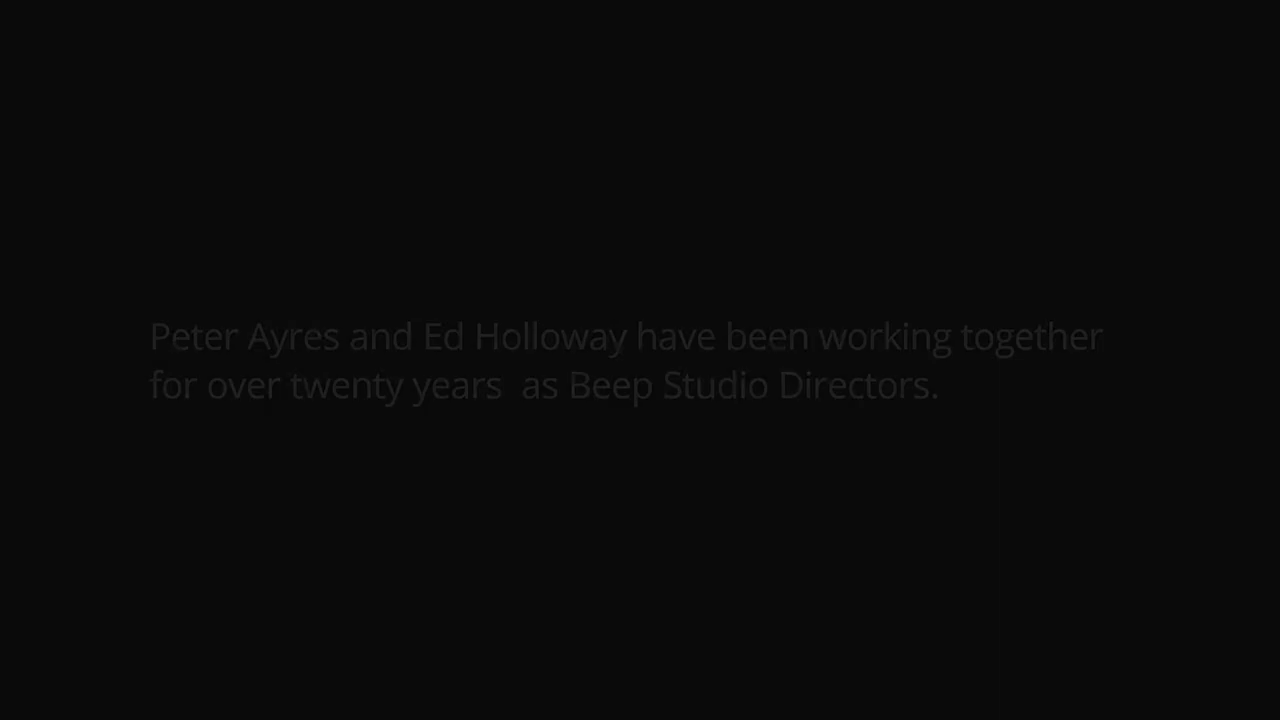 Peter Ayres and Ed Holloway have been working together
for over twenty years  as Beep Studio Directors.